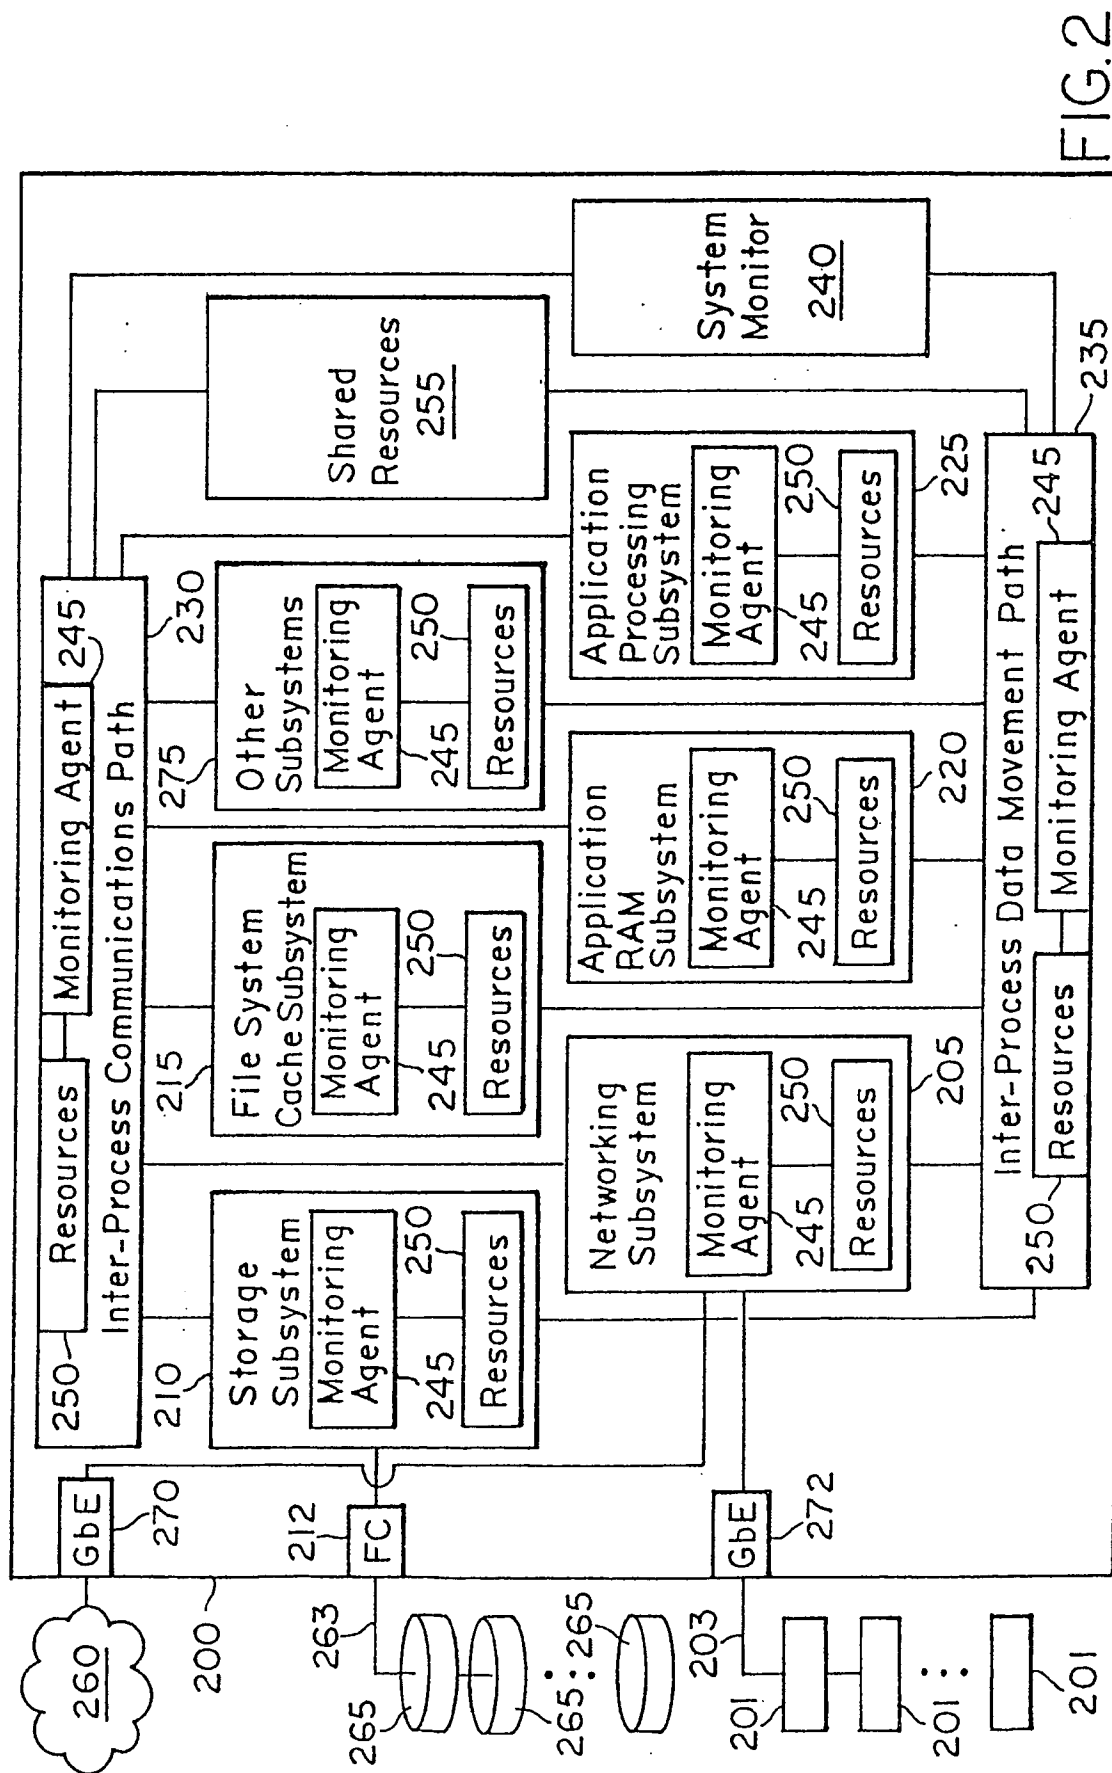 260
GbE
270
200
250
Resources
Monitoring Agent
245
Inter-Process Communications Path
230
210
Storage
Subsystem
Monitoring
Agent
245
250
Resources
215
File System
Cache Subsystem
Monitoring
Agent
245
250
Resources
275
Other
Subsystems
Monitoring
Agent
245
250
Resources
Shared
Resources
255
212
FC
263
265
265
265
GbE
272
203
201
201
201
Networking
Subsystem
Monitoring
Agent
245
250
Resources
205
Application
RAM
Subsystem
Monitoring
Agent
245
250
Resources
220
Application
Processing
Subsystem
Monitoring
Agent
245
250
Resources
225
System
Monitor
240
Inter-Process Data Movement Path
250
Resources
Monitoring Agent
245
235
FIG.2